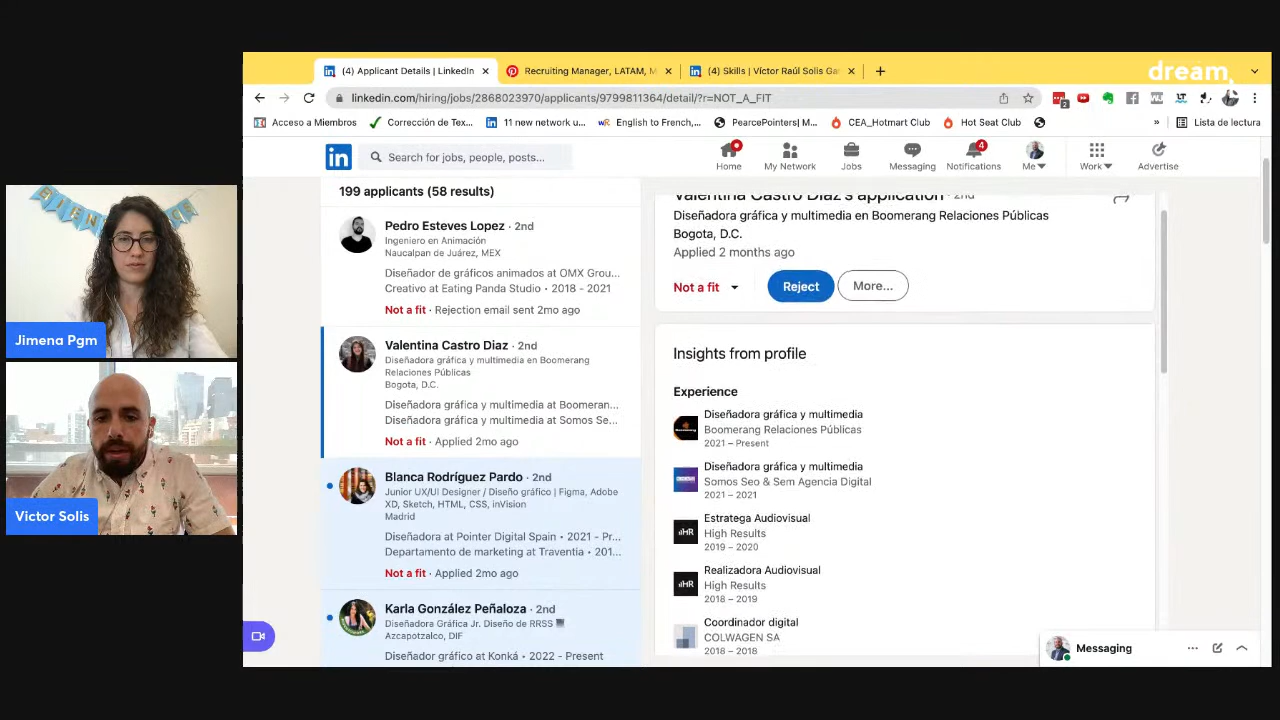 dream.
(4) Applicant Details | LinkedIn
Recruiting Manager, LATAM, M
(4) Skills | Víctor Raúl Solis Ga
linkedin.com/hiring/jobs/2868023970/applicants/9799811364/detail/?r=NOT_A_FIT
Acceso a Miembros
Corrección de Tex...
11 new network u...
English to French,...
PearcePointers| M...
CEA_Hotmart Club
Hot Seat Club
Lista de lectura
in
Search for jobs, people, posts...
Home
My Network
Jobs
Messaging
4
Notifications
Me
Work
Advertise
199 applicants (58 results)
Pedro Esteves Lopez · 2nd
Ingeniero en Animación
Naucalpan de Juárez, MEX
Diseñador de gráficos animados at OMX Grou...
Creativo at Eating Panda Studio • 2018 - 2021
Not a fit · Rejection email sent 2mo ago
Valentina Castro Diaz · 2nd
Diseñadora gráfica y multimedia en Boomerang
Relaciones Públicas
Bogota, D.C.
Diseñadora gráfica y multimedia at Boomeran...
Diseñadora gráfica y multimedia at Somos Se...
Not a fit · Applied 2mo ago
Blanca Rodríguez Pardo · 2nd
Junior UX/UI Designer / Diseño gráfico | Figma, Adobe
XD, Sketch, HTML, CSS, inVision
Madrid
Diseñadora at Pointer Digital Spain • 2021 - Pr...
Departamento de marketing at Traventia • 201...
Not a fit · Applied 2mo ago
Karla González Peñaloza · 2nd
Diseñadora Gráfica Jr. Diseño de RRSS
Azcapotzalco, DIF
Diseñador gráfico at Konká • 2022 - Present
Valentina Castro Diaz's application · 2nd
Diseñadora gráfica y multimedia en Boomerang Relaciones Públicas
Bogota, D.C.
Applied 2 months ago
Not a fit
Reject
More...
Insights from profile
Experience
Diseñadora gráfica y multimedia
Boomerang Relaciones Públicas
2021 – Present
Diseñadora gráfica y multimedia
Somos Seo & Sem Agencia Digital
2021 – 2021
Estratega Audiovisual
High Results
2019 – 2020
Realizadora Audiovisual
High Results
2018 – 2019
Coordinador digital
COLWAGEN SA
2018 – 2018
Messaging
Jimena Pgm
Victor Solis